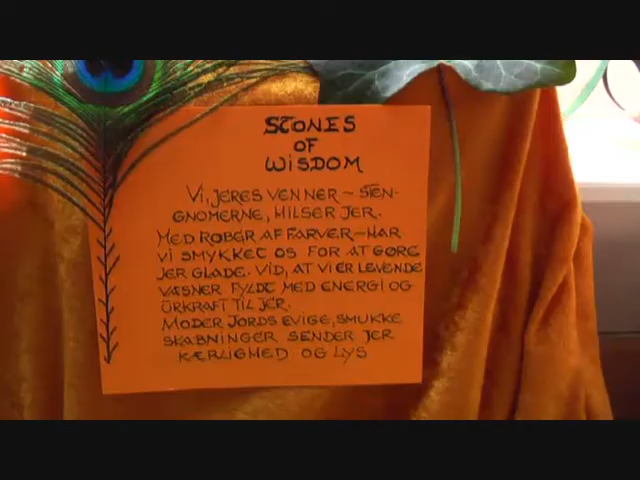 STONES
OF
WISDOM
VI, JERES VENNER ~ STEN-
GNOMERNE, HILSER JER.
MED ROBER AF FARVER ~ HAR
VI SMYKKET OS FOR AT GØRE
JER GLADE. VID, AT VI ER LEVENDE
VÆSNER FYLDT MED ENERGI OG
URKRAFT TIL JER.
MODER JORDS EVIGE, SMUKKE
SKABNINGER SENDER JER
KÆRLIGHED OG LYS